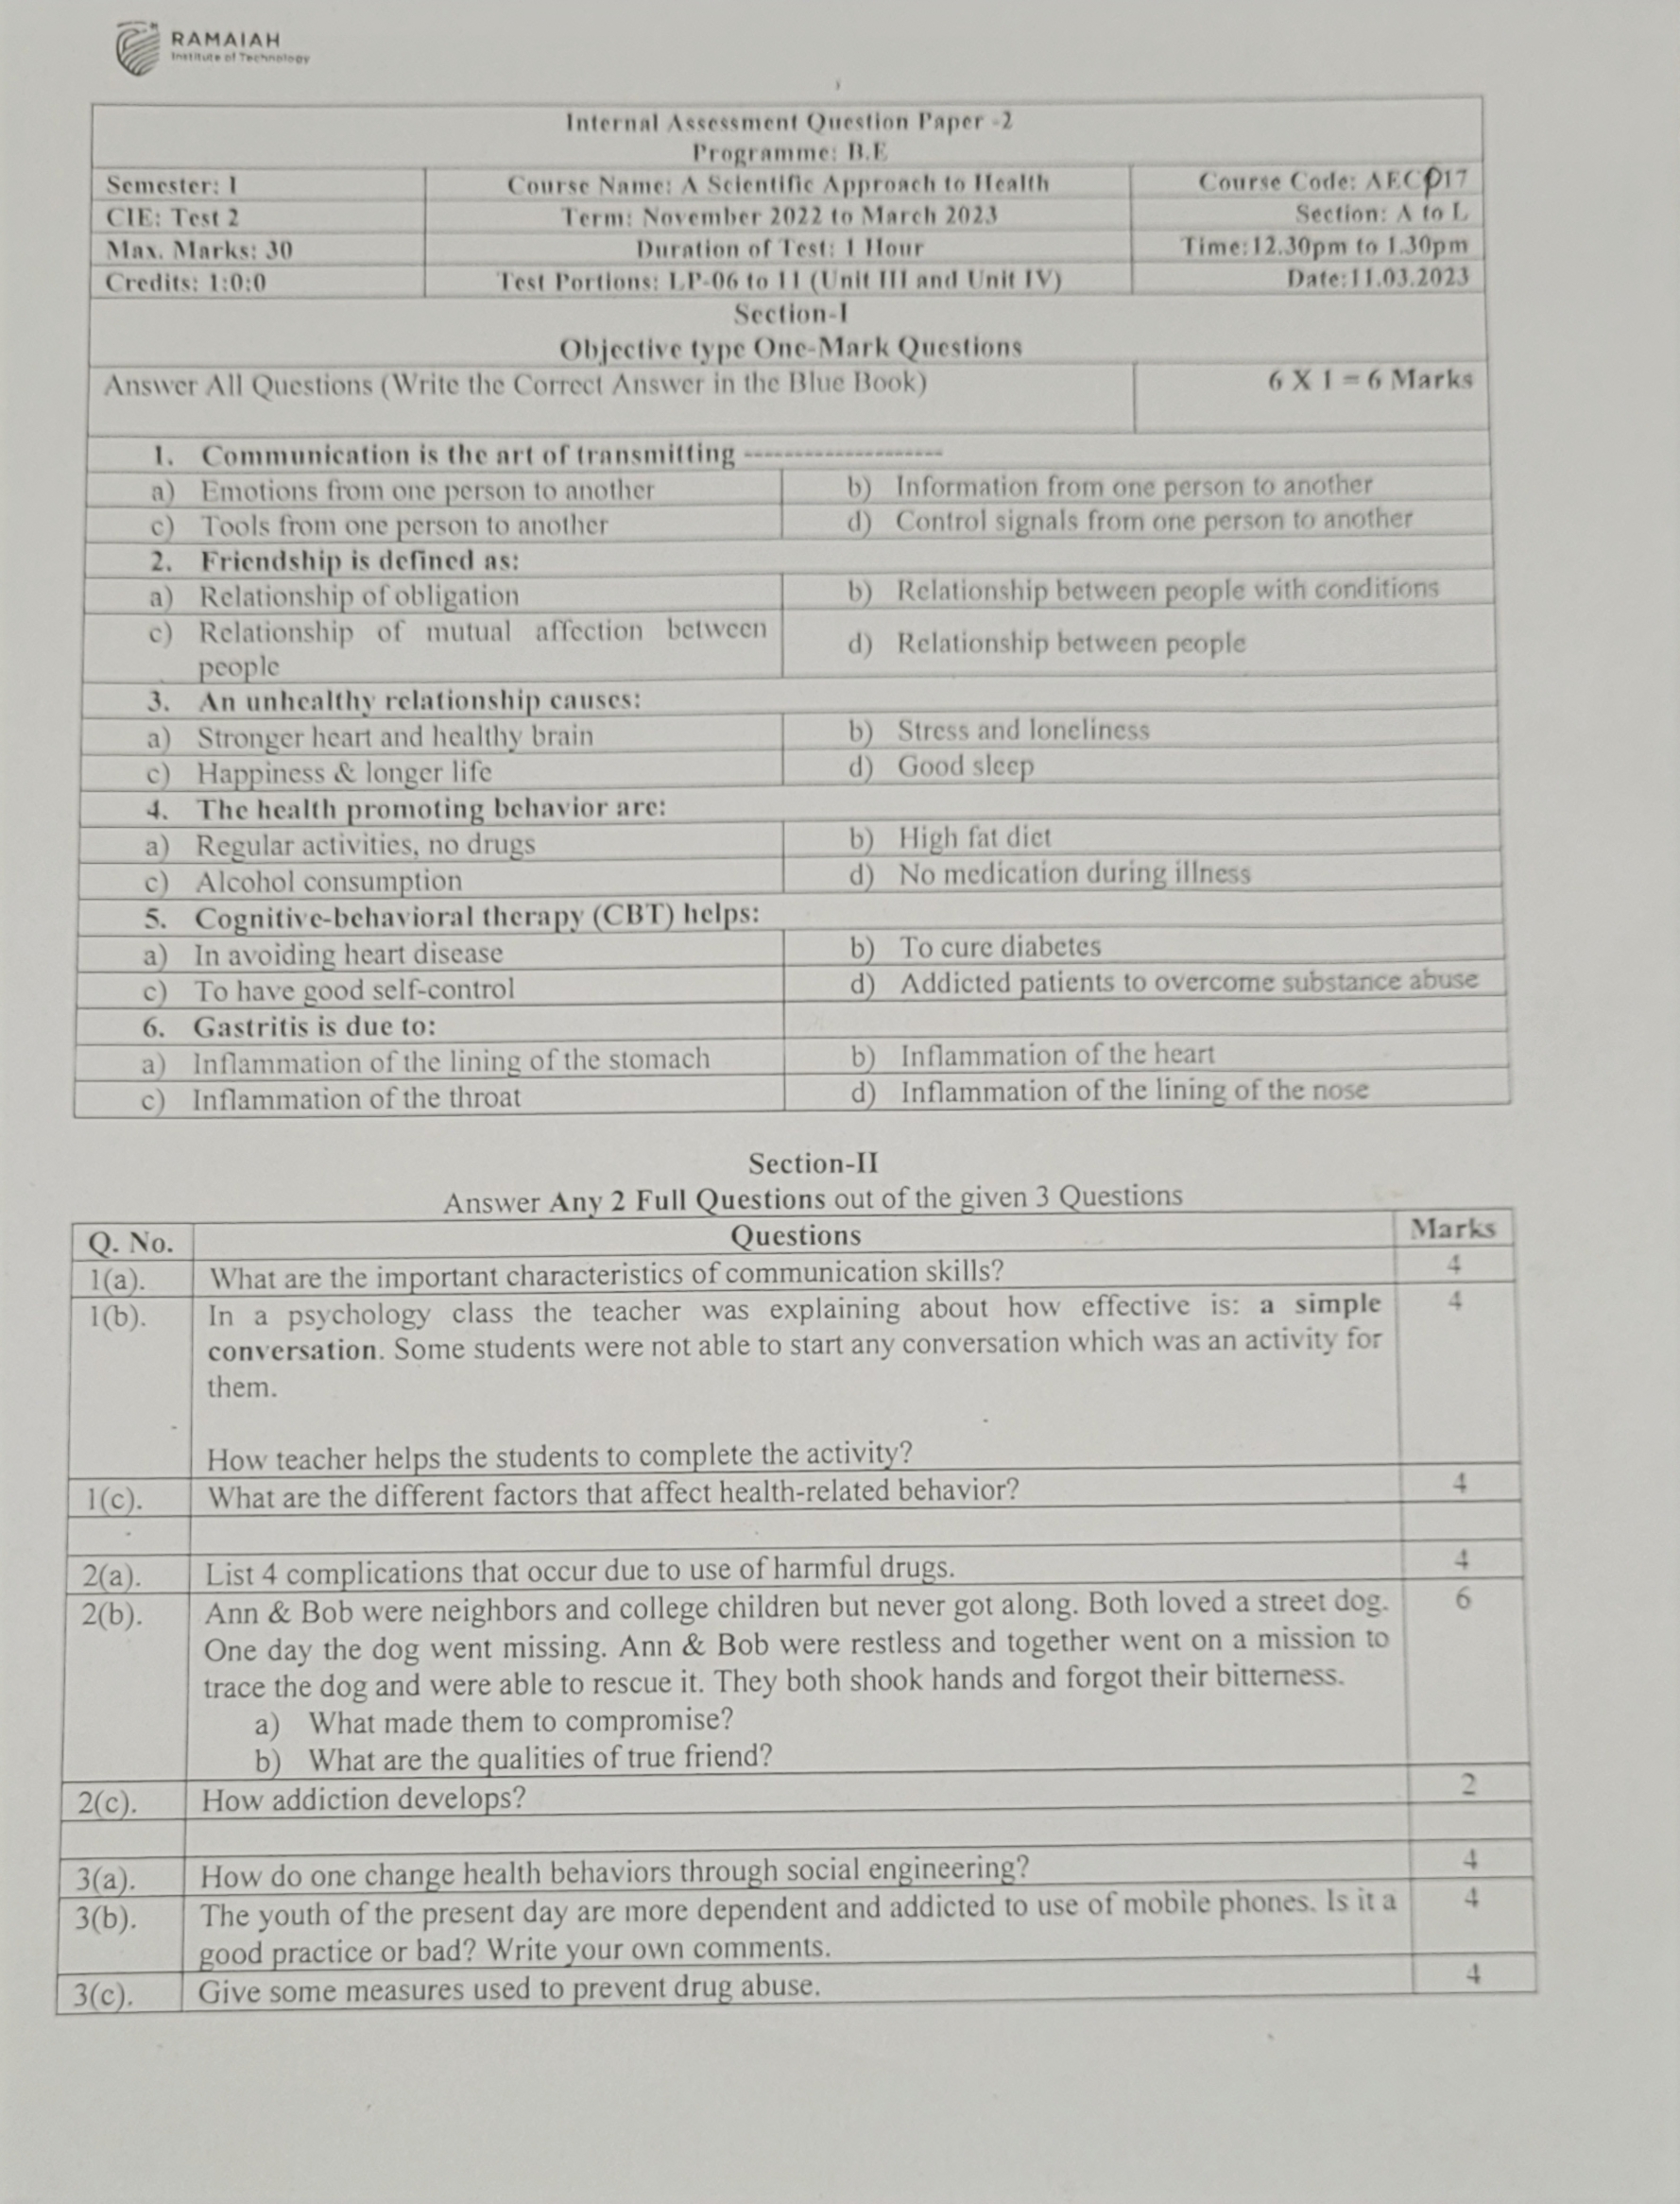 RAMAIAH
Institute of Technology
Internal Assessment Question Paper -2
Programme: B.E
Semester: 1 Course Name: A Scientific Approach to Health Course Code: AECP17
CIE: Test 2 Term: November 2022 to March 2023 Section: A to L
Max. Marks: 30 Duration of Test: 1 Hour Time:12.30pm to 1.30pm
Credits: 1:0:0 Test Portions: LP-06 to 11 (Unit III and Unit IV) Date:11.03.2023
Section-I
Objective type One-Mark Questions
Answer All Questions (Write the Correct Answer in the Blue Book) 6 X 1 = 6 Marks
1. Communication is the art of transmitting --------------------
a) Emotions from one person to another b) Information from one person to another
c) Tools from one person to another d) Control signals from one person to another
2. Friendship is defined as:
a) Relationship of obligation b) Relationship between people with conditions
c) Relationship of mutual affection between
people d) Relationship between people
3. An unhealthy relationship causes:
a) Stronger heart and healthy brain b) Stress and loneliness
c) Happiness & longer life d) Good sleep
4. The health promoting behavior are:
a) Regular activities, no drugs b) High fat diet
c) Alcohol consumption d) No medication during illness
5. Cognitive-behavioral therapy (CBT) helps:
a) In avoiding heart disease b) To cure diabetes
c) To have good self-control d) Addicted patients to overcome substance abuse
6. Gastritis is due to:
a) Inflammation of the lining of the stomach b) Inflammation of the heart
c) Inflammation of the throat d) Inflammation of the lining of the nose
Section-II
Answer Any 2 Full Questions out of the given 3 Questions
Q. No. Questions Marks
1(a). What are the important characteristics of communication skills? 4
1(b). In a psychology class the teacher was explaining about how effective is: a simple 4
conversation. Some students were not able to start any conversation which was an activity for
them.
How teacher helps the students to complete the activity?
1(c). What are the different factors that affect health-related behavior? 4
2(a). List 4 complications that occur due to use of harmful drugs. 4
2(b). Ann & Bob were neighbors and college children but never got along. Both loved a street dog. 6
One day the dog went missing. Ann & Bob were restless and together went on a mission to
trace the dog and were able to rescue it. They both shook hands and forgot their bitterness.
a) What made them to compromise?
b) What are the qualities of true friend?
2(c). How addiction develops? 2
3(a). How do one change health behaviors through social engineering? 4
3(b). The youth of the present day are more dependent and addicted to use of mobile phones. Is it a 4
good practice or bad? Write your own comments.
3(c). Give some measures used to prevent drug abuse. 4